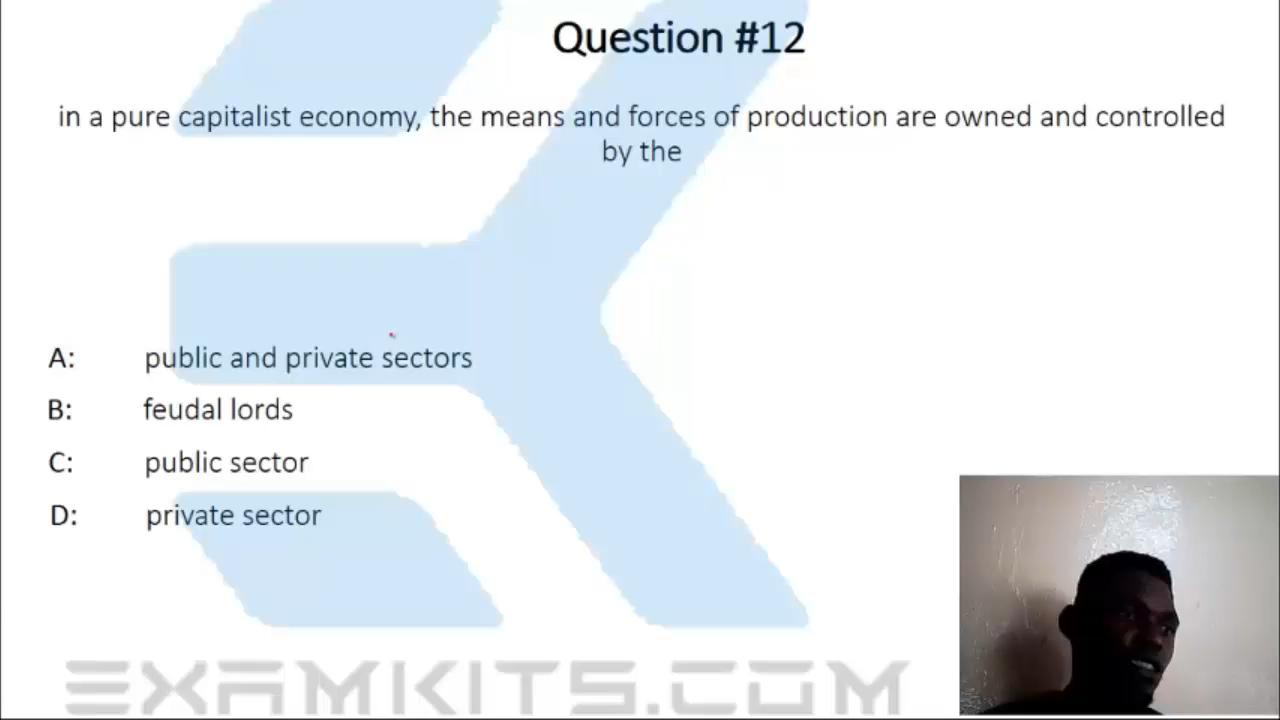 Question #12
in a pure capitalist economy, the means and forces of production are owned and controlled
by the
A: public and private sectors
B: feudal lords
C: public sector
D: private sector
EXAMKITS.COM